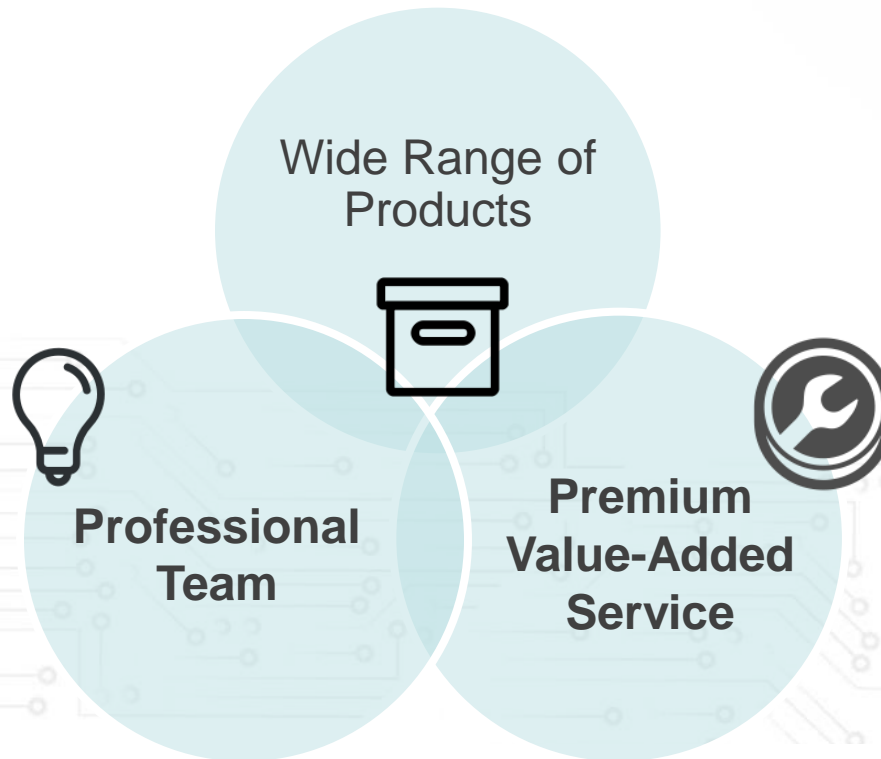 Wide Range of
Products
Professional
Team
Premium
Value-Added
Service